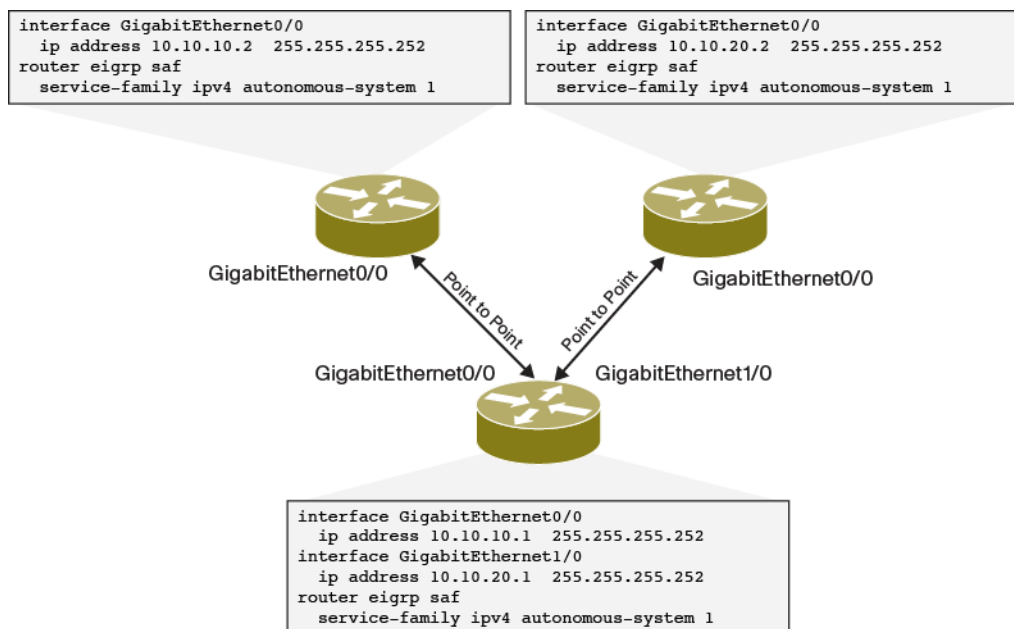 interface GigabitEthernet0/0
ip address 10.10.10.2 255.255.255.252
router eigrp saf
service-family ipv4 autonomous-system 1
interface GigabitEthernet0/0
ip address 10.10.20.2 255.255.255.252
router eigrp saf
service-family ipv4 autonomous-system 1
GigabitEthernet0/0
GigabitEthernet0/0
Point to Point
Point to Point
GigabitEthernet0/0
GigabitEthernet1/0
interface GigabitEthernet0/0
ip address 10.10.10.1 255.255.255.252
interface GigabitEthernet1/0
ip address 10.10.20.1 255.255.255.252
router eigrp saf
service-family ipv4 autonomous-system 1